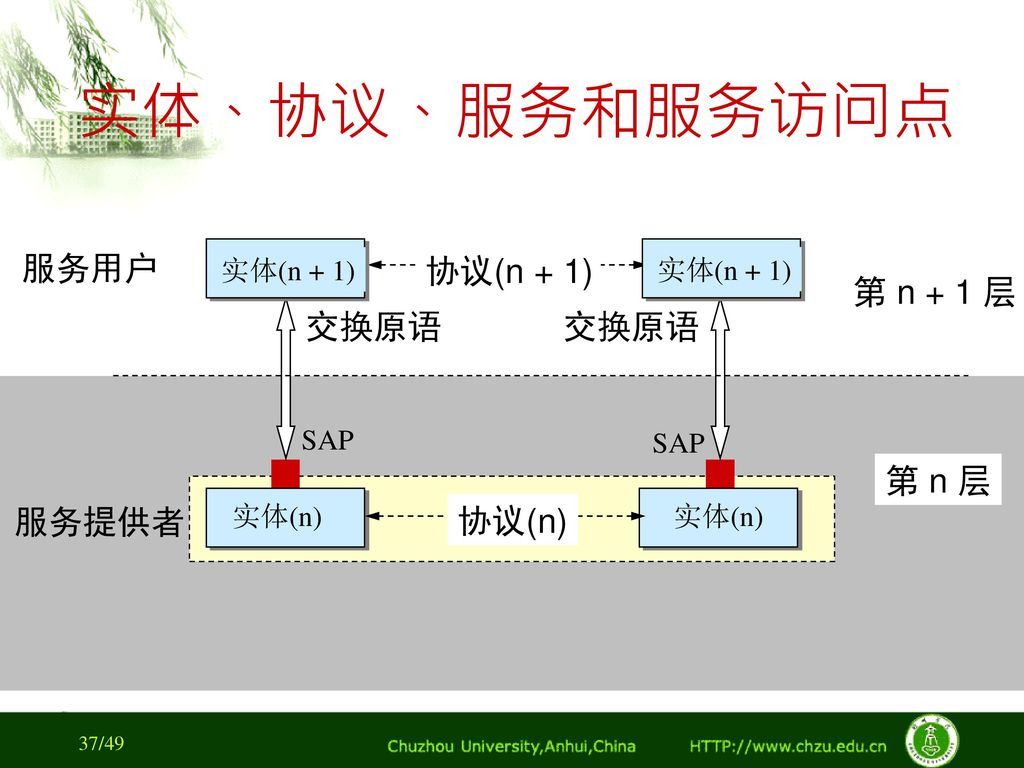 实体、协议、服务和服务访问点
服务用户
实体(n + 1)
协议(n + 1)
实体(n + 1)
第 n + 1 层
交换原语
交换原语
SAP
SAP
第 n 层
服务提供者
实体(n)
协议(n)
实体(n)
37/49
Chuzhou University,Anhui,China
HTTP://www.chzu.edu.cn